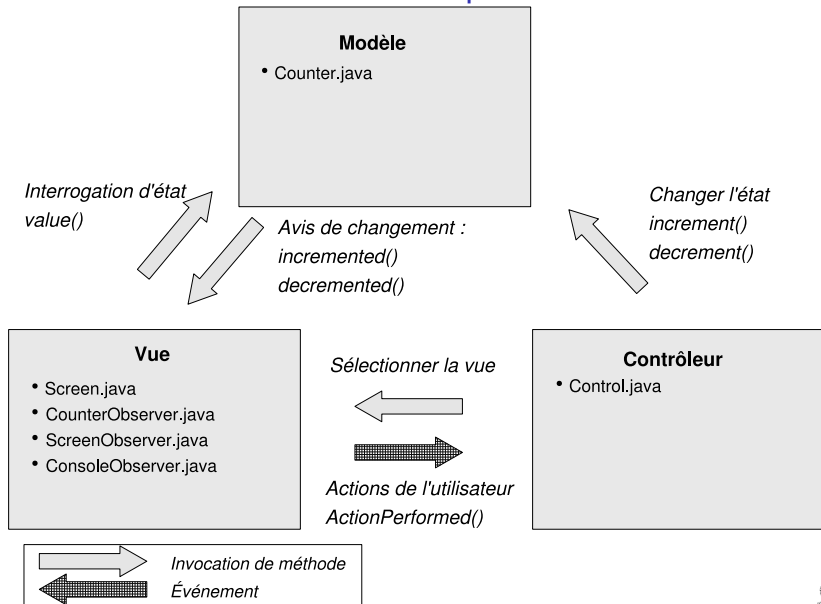 Modèle
• Counter.java
Interrogation d'état
value()
Avis de changement :
incremented()
decremented()
Changer l'état
increment()
decrement()
Vue
• Screen.java
• CounterObserver.java
• ScreenObserver.java
• ConsoleObserver.java
Sélectionner la vue
Actions de l'utilisateur
ActionPerformed()
Contrôleur
• Control.java
Invocation de méthode
Événement